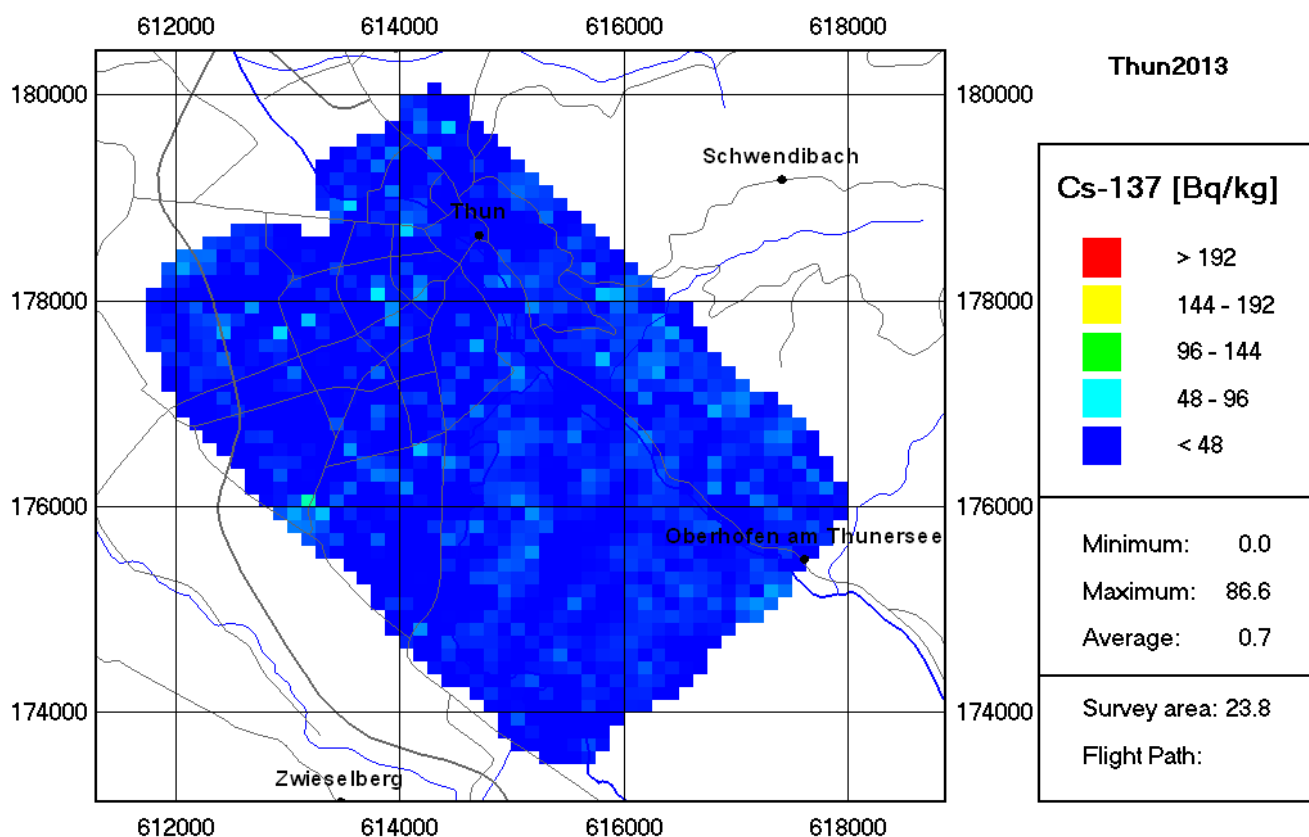 612000 614000 616000 618000
Thun2013
180000 180000
Schwendibach
Cs-137 [Bq/kg]
Thun
> 192
178000 178000
144 - 192
96 - 144
48 - 96
< 48
176000 176000
Oberhofen am Thunersee
Minimum: 0.0
Maximum: 86.6
Average: 0.7
174000 174000
Survey area: 23.8
Flight Path:
Zwieselberg
612000 614000 616000 618000